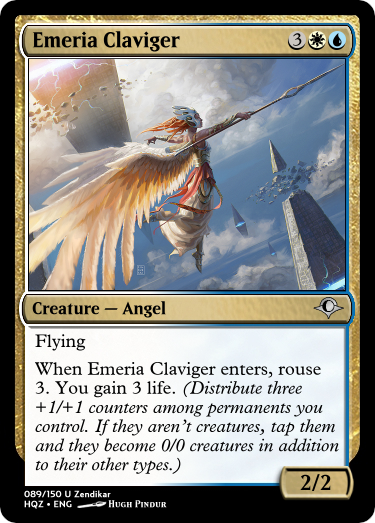 Emeria Claviger 3
Creature — Angel
Flying
When Emeria Claviger enters, rouse
3. You gain 3 life. (Distribute three
+1/+1 counters among permanents you
control. If they aren't creatures, tap them
and they become 0/0 creatures in addition
to their other types.)
2/2
089/150 U Zendikar
HQZ • ENG Hugh Pindur